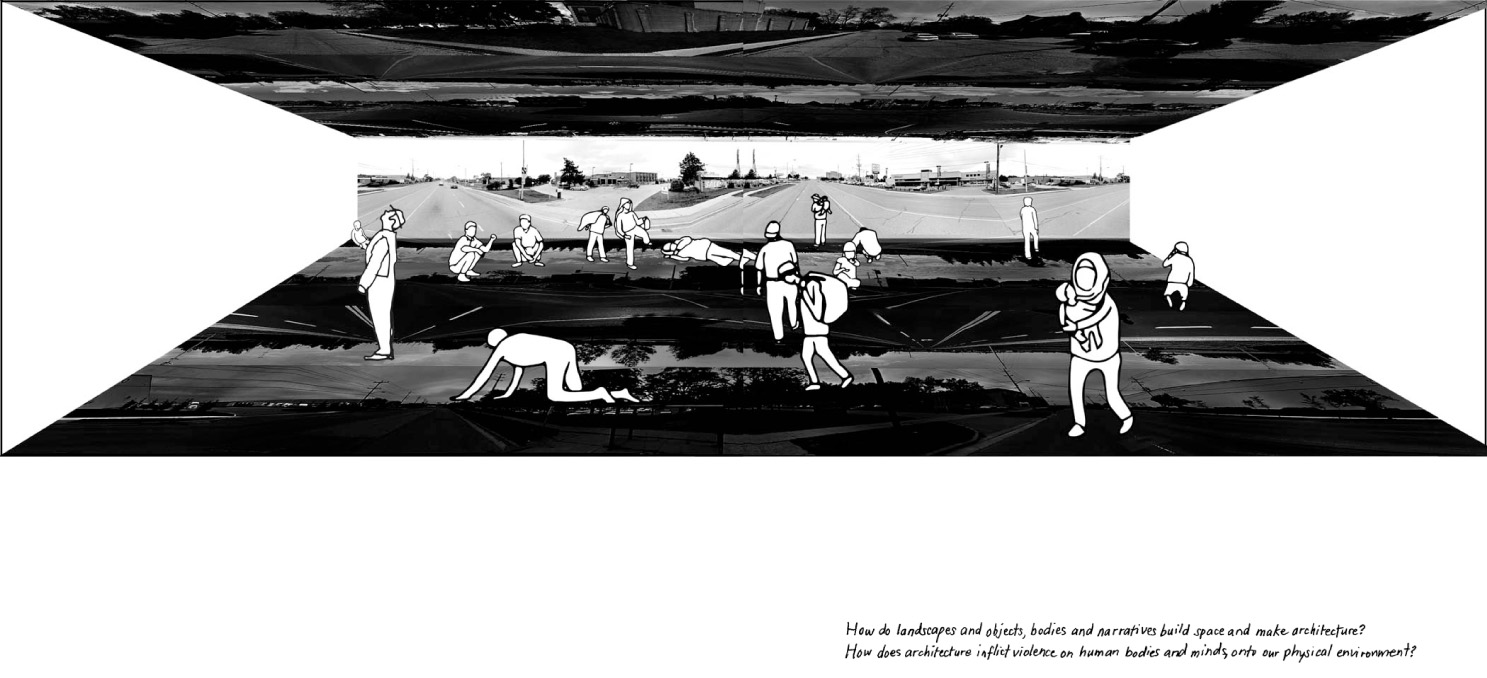 How do landscapes and objects, bodies and narratives build space and make architecture?
How does architecture inflict violence on human bodies and minds, onto our physical environment?